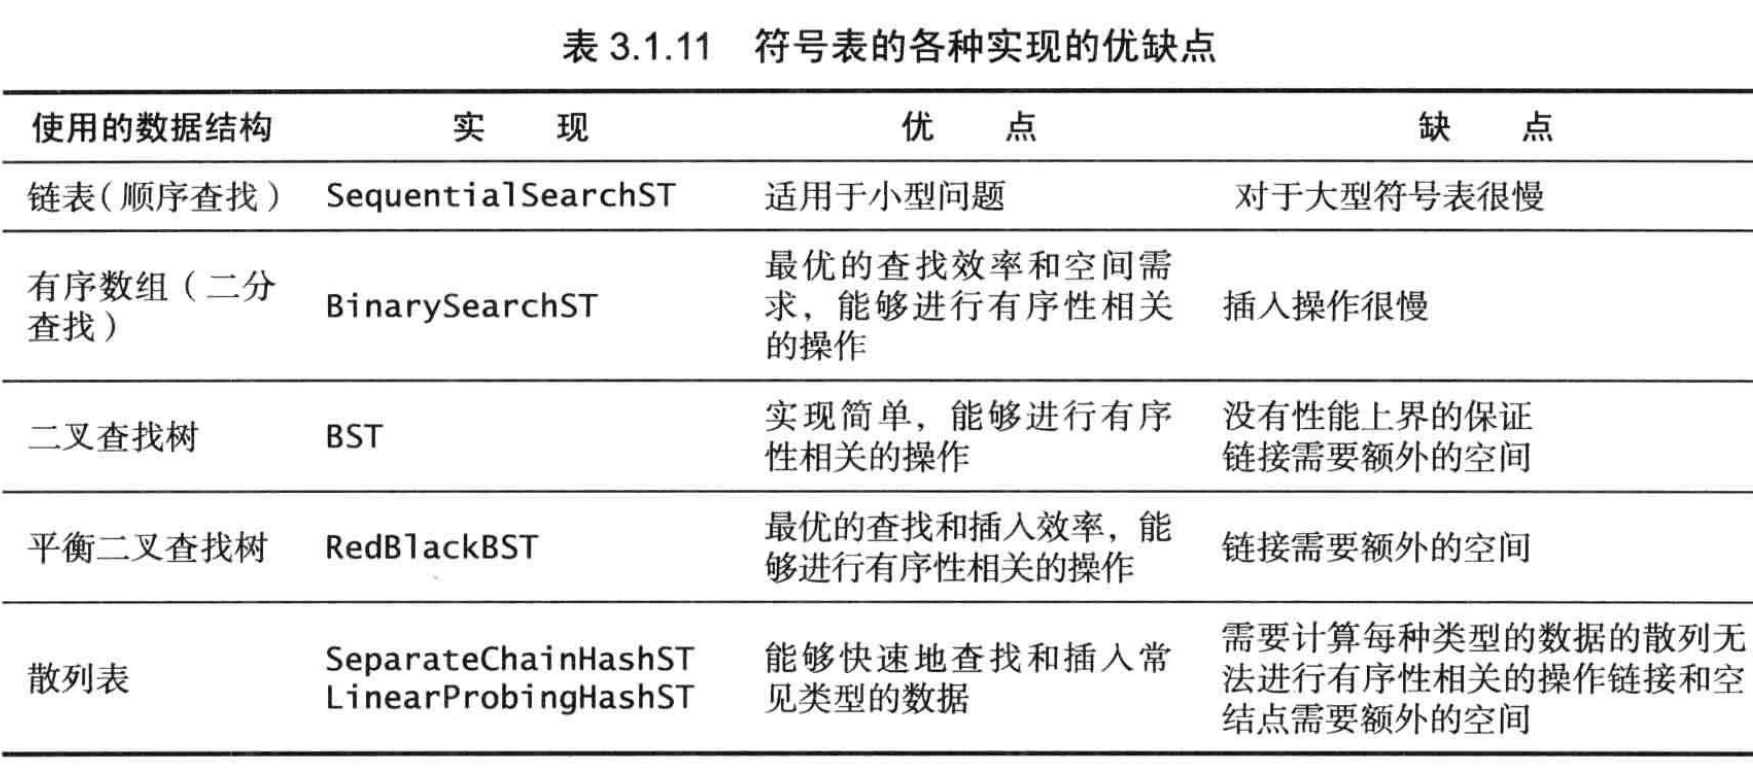 表 3.1.11 符号表的各种实现的优缺点
使用的数据结构 实 现 优 点 缺 点
链表(顺序查找) SequentialSearchST 适用于小型问题 对于大型符号表很慢
有序数组(二分
查找)
BinarySearchST
最优的查找效率和空间需
求，能够进行有序性相关
的操作
插入操作很慢
二叉查找树
BST
实现简单，能够进行有序
性相关的操作
没有性能上界的保证
链接需要额外的空间
平衡二叉查找树
RedBlackBST
最优的查找和插入效率，能
够进行有序性相关的操作
链接需要额外的空间
散列表
SeparateChainHashST
LinearProbingHashST
能够快速地查找和插入常
见类型的数据
需要计算每种类型的数据的散列无
法进行有序性相关的操作链接和空
结点需要额外的空间